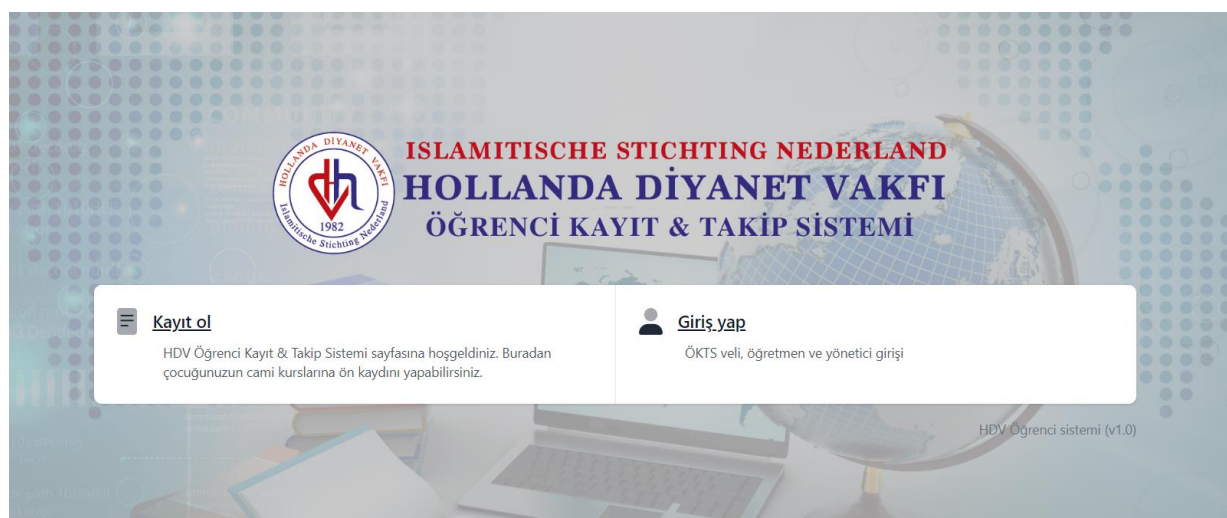 HOLLANDA DİYANET VAKFI
1982
Islamitische Stichting Nederland
ISLAMITISCHE STICHTING NEDERLAND
HOLLANDA DİYANET VAKFI
ÖĞRENCİ KAYIT & TAKİP SİSTEMİ
Kayıt ol
HDV Öğrenci Kayıt & Takip Sistemi sayfasına hoşgeldiniz. Buradan
çocuğunuzun cami kurslarına ön kaydını yapabilirsiniz.
Giriş yap
ÖKTS veli, öğretmen ve yönetici girişi
HDV Öğrenci sistemi (v1.0)